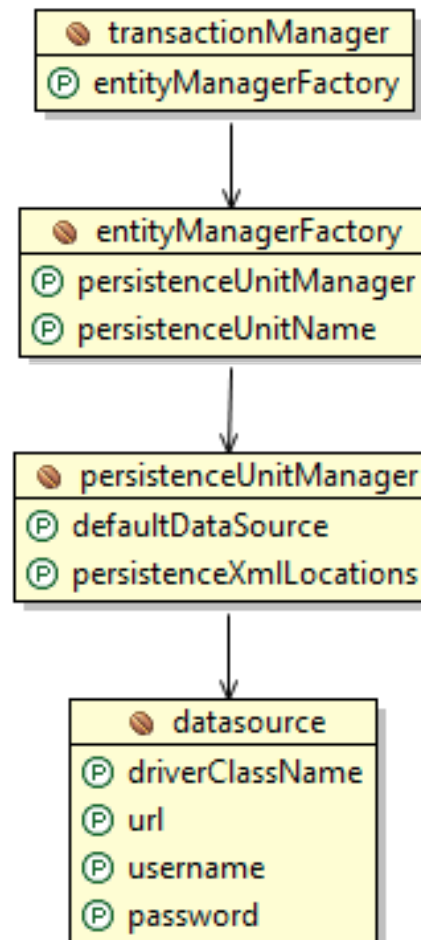 transactionManager
entityManagerFactory
entityManagerFactory
persistenceUnitManager
persistenceUnitName
persistenceUnitManager
defaultDataSource
persistenceXmlLocations
datasource
driverClassName
url
username
password